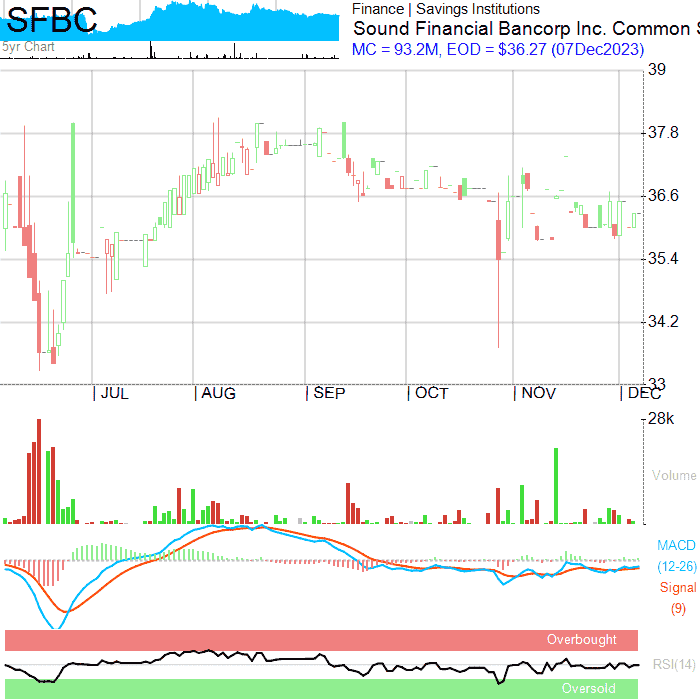 SFBC
5yr Chart
Finance | Savings Institutions
Sound Financial Bancorp Inc. Common S
MC = 93.2M, EOD = $36.27 (07Dec2023)
39
37.8
36.6
35.4
34.2
33
JUL AUG SEP OCT NOV DEC
28k
Volume
MACD
(12-26)
Signal
(9)
Overbought
RSI(14)
Oversold